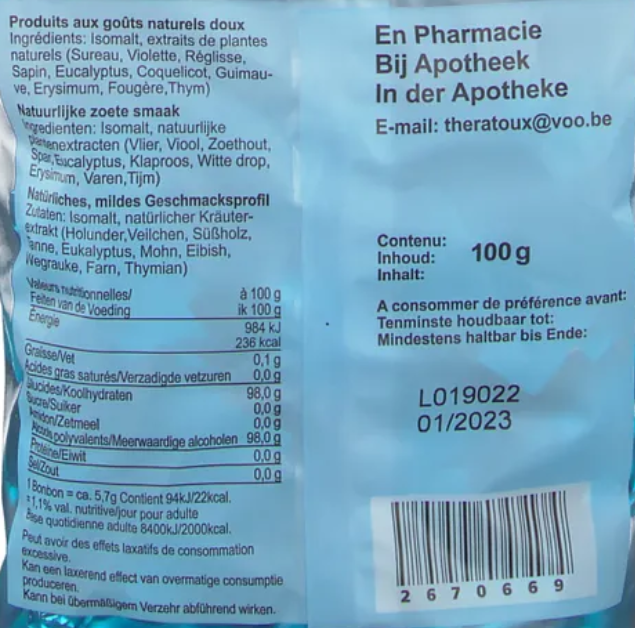 Produits aux goûts naturels doux
Ingrédients: Isomalt, extraits de plantes
naturels (Sureau, Violette, Réglisse,
Sapin, Eucalyptus, Coquelicot, Guimau-
ve, Erysimum, Fougère,Thym)
Natuurlijke zoete smaak
Ingredienten: Isomalt, natuurlijke
plantenextracten (Vlier, Viool, Zoethout,
Spar, Eucalyptus, Klaproos, Witte drop,
Erysimum, Varen,Tijm)
Natürliches, mildes Geschmacksprofil
Zutaten: Isomalt, natürlicher Kräuter-
extrakt (Holunder,Veilchen, Süßholz,
Tanne, Eukalyptus, Mohn, Eibish,
Wegrauke, Farn, Thymian)
Valeurs nutritionnelles/ à 100 g
Feiten van de Voeding ik 100 g
Energie 984 kJ
236 kcal
Graisse/Vet 0,1 g
Acides gras saturés/Verzadigde vetzuren 0,0 g
Glucides/Koolhydraten 98,0 g
Sucre/Suiker 0,0 g
Amidon/Zetmeel 0,0 g
Alcools polyvalents/Meerwaardige alcoholen 98,0 g
Protéine/Eiwit 0,0 g
Sel/Zout 0,0 g
1 Bonbon = ca. 5,7g Contient 94kJ/22kcal.
= 1,1% val. nutritive/jour pour adulte
Base quotidienne adulte 8400kJ/2000kcal.
Peut avoir des effets laxatifs de consommation
excessive.
Kan een laxerend effect van overmatige consumptie
produceren.
Kann bei übermäßigem Verzehr abführend wirken.
En Pharmacie
Bij Apotheek
In der Apotheke
E-mail: theratoux@voo.be
Contenu:
Inhoud: 100 g
Inhalt:
A consommer de préférence avant:
Tenminste houdbaar tot:
Mindestens haltbar bis Ende:
L019022
01/2023
2 6 7 0 6 6 9